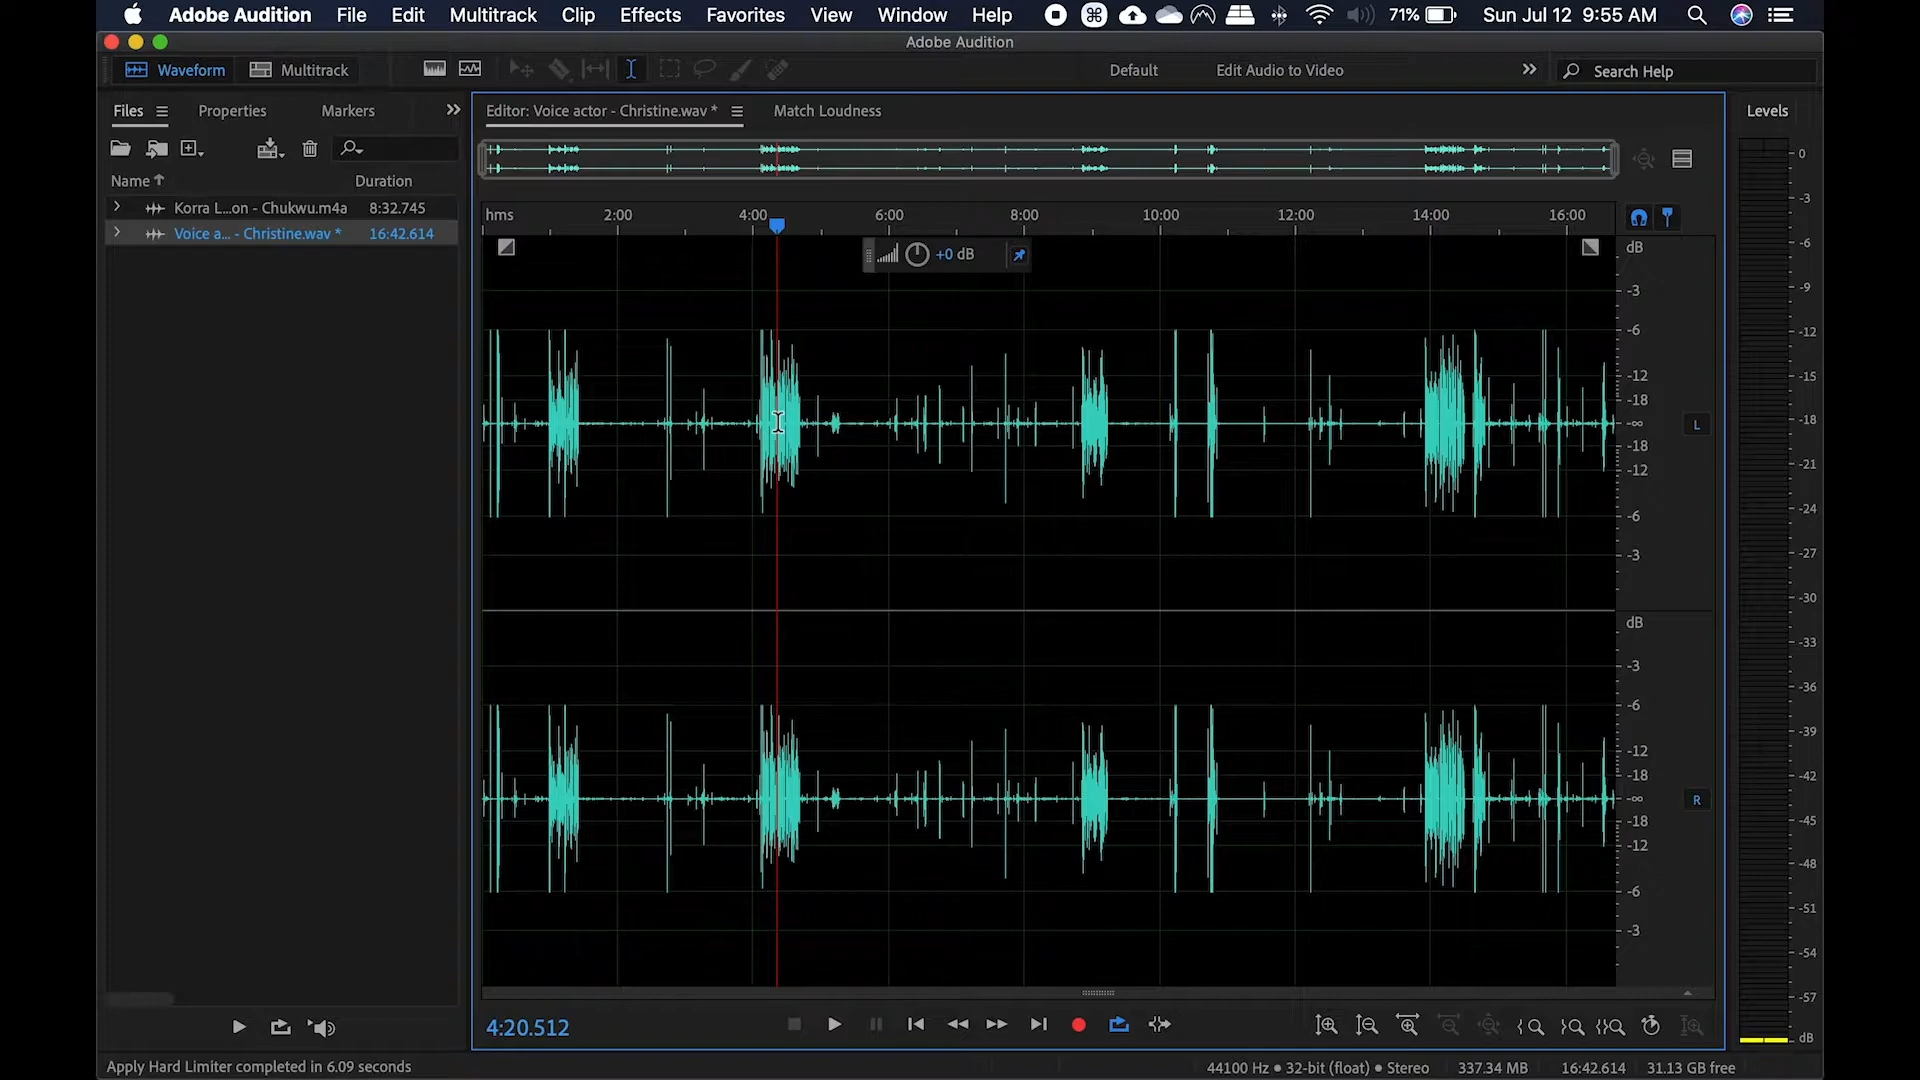 Adobe Audition File Edit Multitrack Clip Effects Favorites View Window Help 71% Sun Jul 12 9:55 AM
Adobe Audition
Waveform Multitrack Default Edit Audio to Video Search Help
Files Properties Markers
Editor: Voice actor - Christine.wav * Match Loudness
Levels
Name Duration
Korra L...on - Chukwu.m4a 8:32.745
Voice a... - Christine.wav * 16:42.614
hms 2:00 4:00 6:00 8:00 10:00 12:00 14:00 16:00
+0 dB
dB
-3
-6
-12
-18
-∞
-18
-12
-6
-3
L
dB
-3
-6
-12
-18
-∞
-18
-12
-6
-3
R
0
-3
-6
-9
-12
-15
-18
-21
-24
-27
-30
-33
-36
-39
-42
-45
-48
-51
-54
-57
dB
4:20.512
Apply Hard Limiter completed in 6.09 seconds
44100 Hz • 32-bit (float) • Stereo 337.34 MB 16:42.614 31.13 GB free